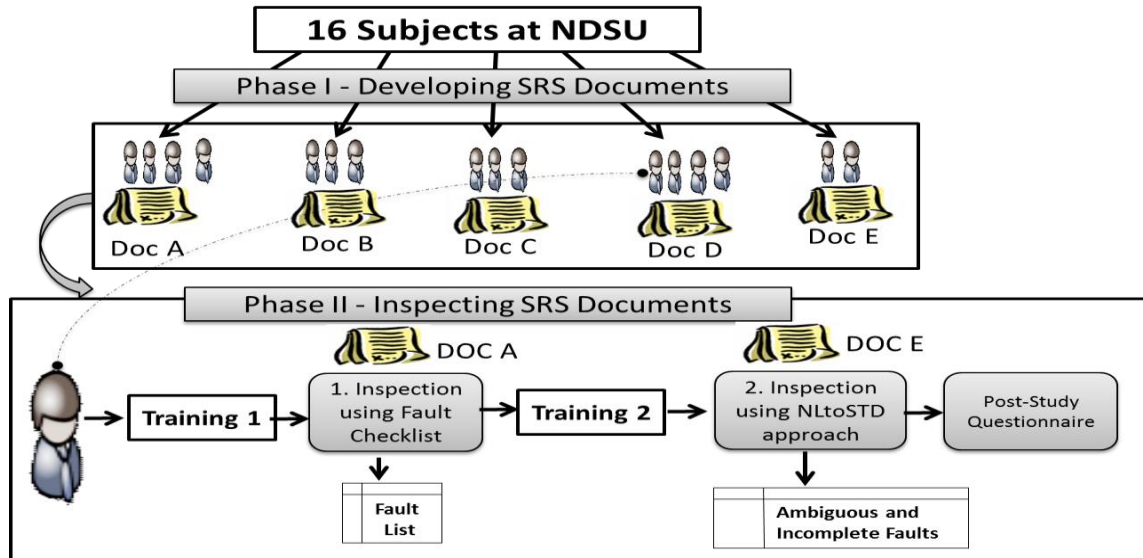 16 Subjects at NDSU
Phase I - Developing SRS Documents
Doc A
Doc B
Doc C
Doc D
Doc E
Phase II - Inspecting SRS Documents
DOC A
DOC E
Training 1
1. Inspection
using Fault
Checklist
Training 2
2. Inspection
using NLtoSTD
approach
Post-Study
Questionnaire
Fault
List
Ambiguous and
Incomplete Faults